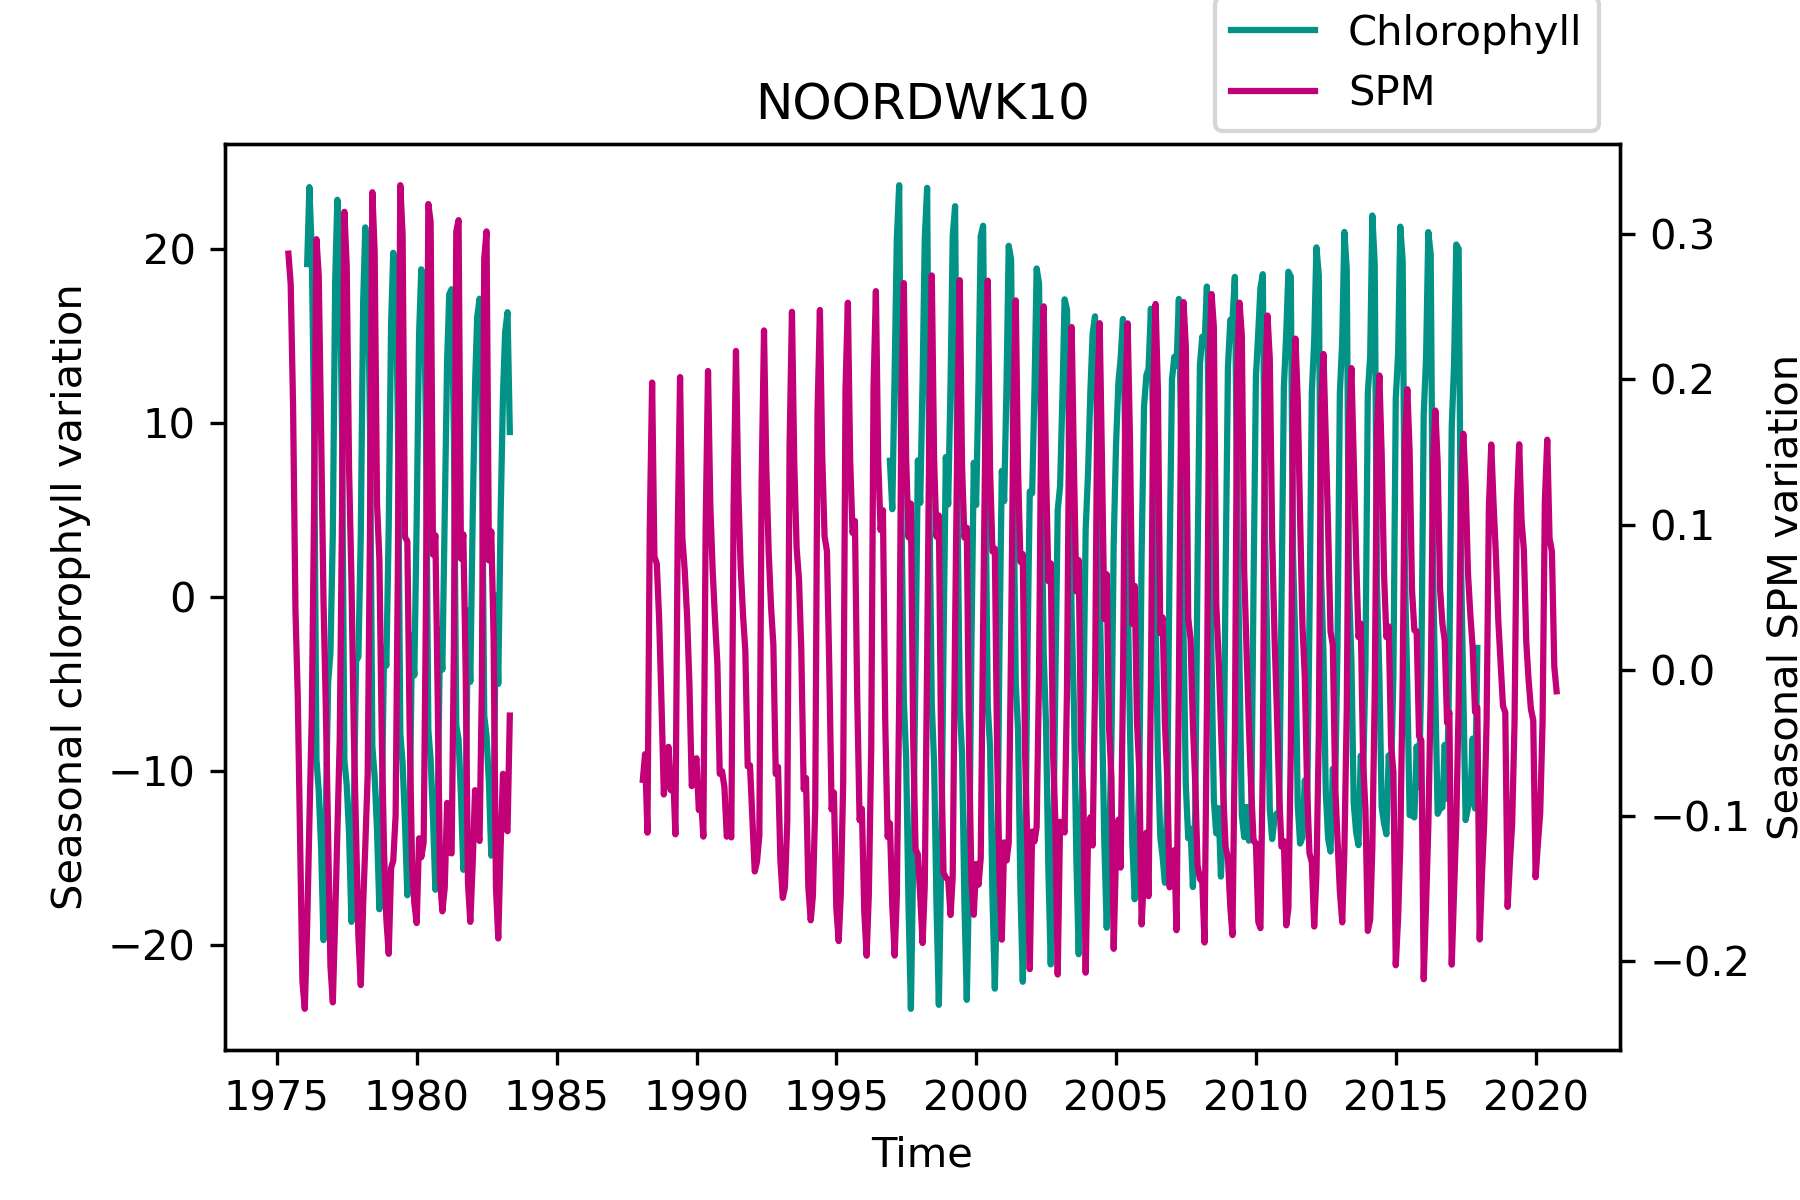 Chlorophyll
SPM
NOORDWK10
Seasonal chlorophyll variation
20
10
0
−10
−20
0.3
0.2
0.1
0.0
−0.1
−0.2
Seasonal SPM variation
1975 1980 1985 1990 1995 2000 2005 2010 2015 2020
Time